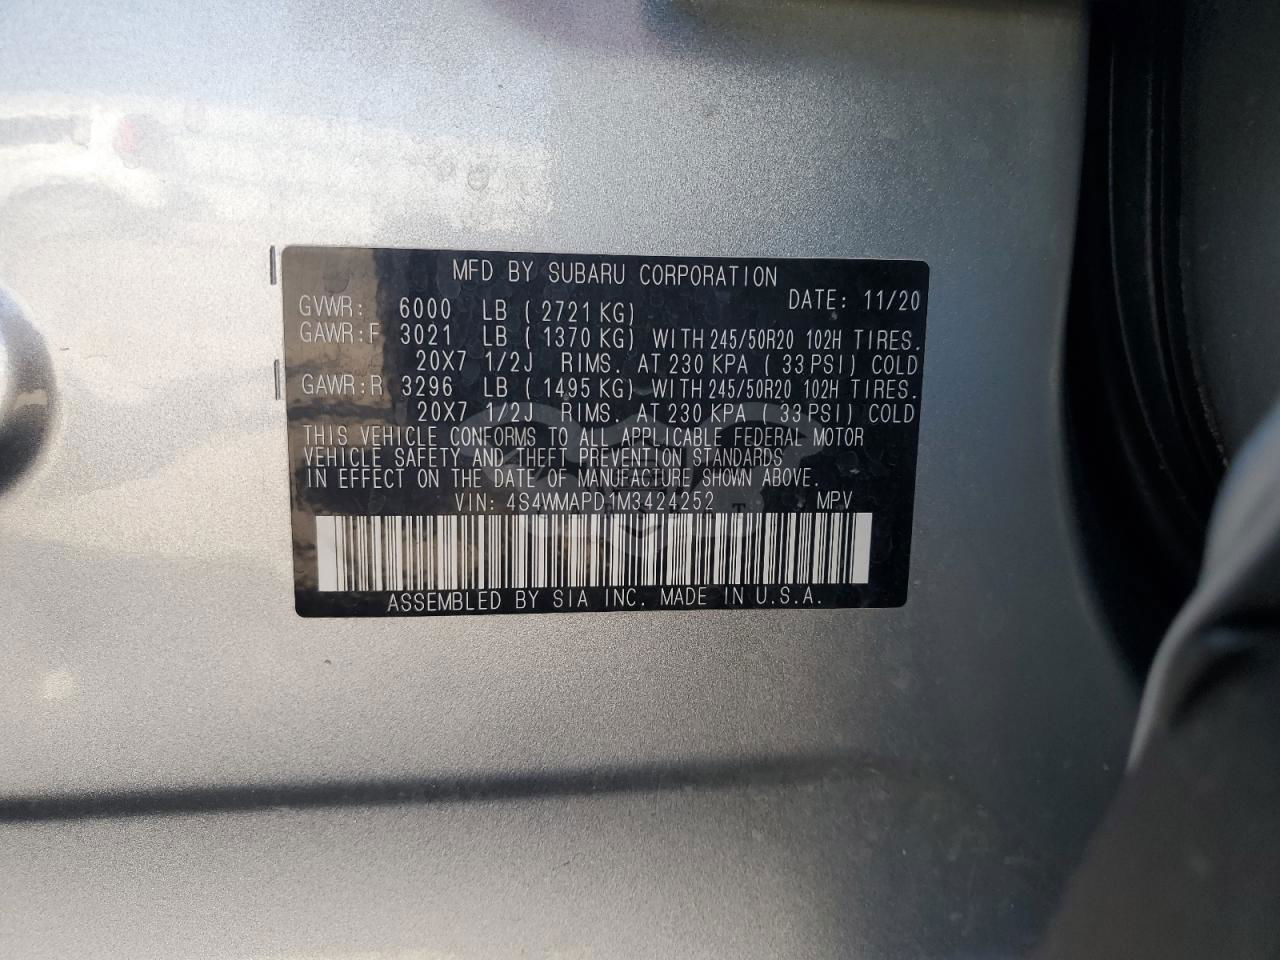 MFD BY SUBARU CORPORATION
DATE: 11/20
GVWR: 6000 LB (2721 KG)
GAWR:F 3021 LB (1370 KG) WITH 245/50R20 102H TIRES.
20X7 1/2J RIMS. AT 230 KPA (33 PSI) COLD
GAWR:R 3296 LB (1495 KG) WITH 245/50R20 102H TIRES.
20X7 1/2J RIMS. AT 230 KPA (33 PSI) COLD
THIS VEHICLE CONFORMS TO ALL APPLICABLE FEDERAL MOTOR
VEHICLE SAFETY AND THEFT PREVENTION STANDARDS
IN EFFECT ON THE DATE OF MANUFACTURE SHOWN ABOVE.
VIN: 4S4WMAPD1M3424252 MPV
ASSEMBLED BY SIA INC. MADE IN U.S.A.